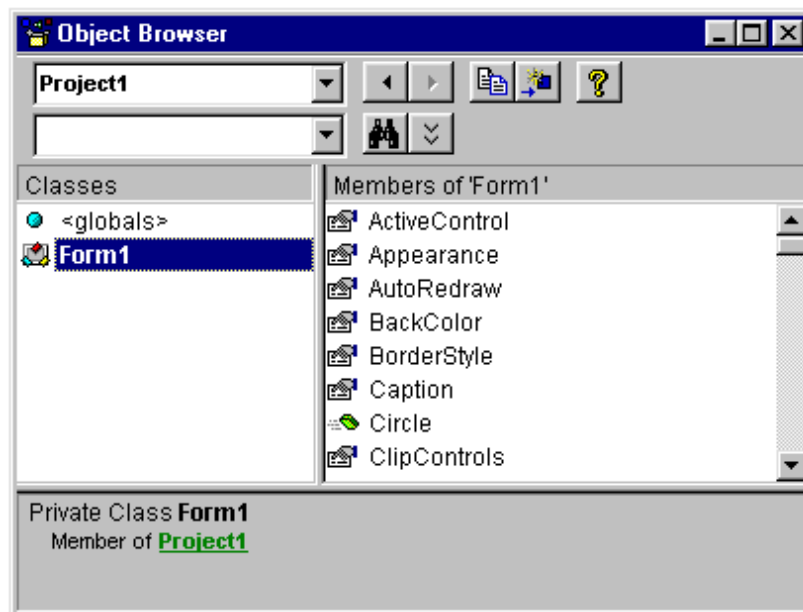 Object Browser
Project1
Classes
Members of 'Form1'
<globals>
Form1
ActiveControl
Appearance
AutoRedraw
BackColor
BorderStyle
Caption
Circle
ClipControls
Private Class Form1
Member of Project1